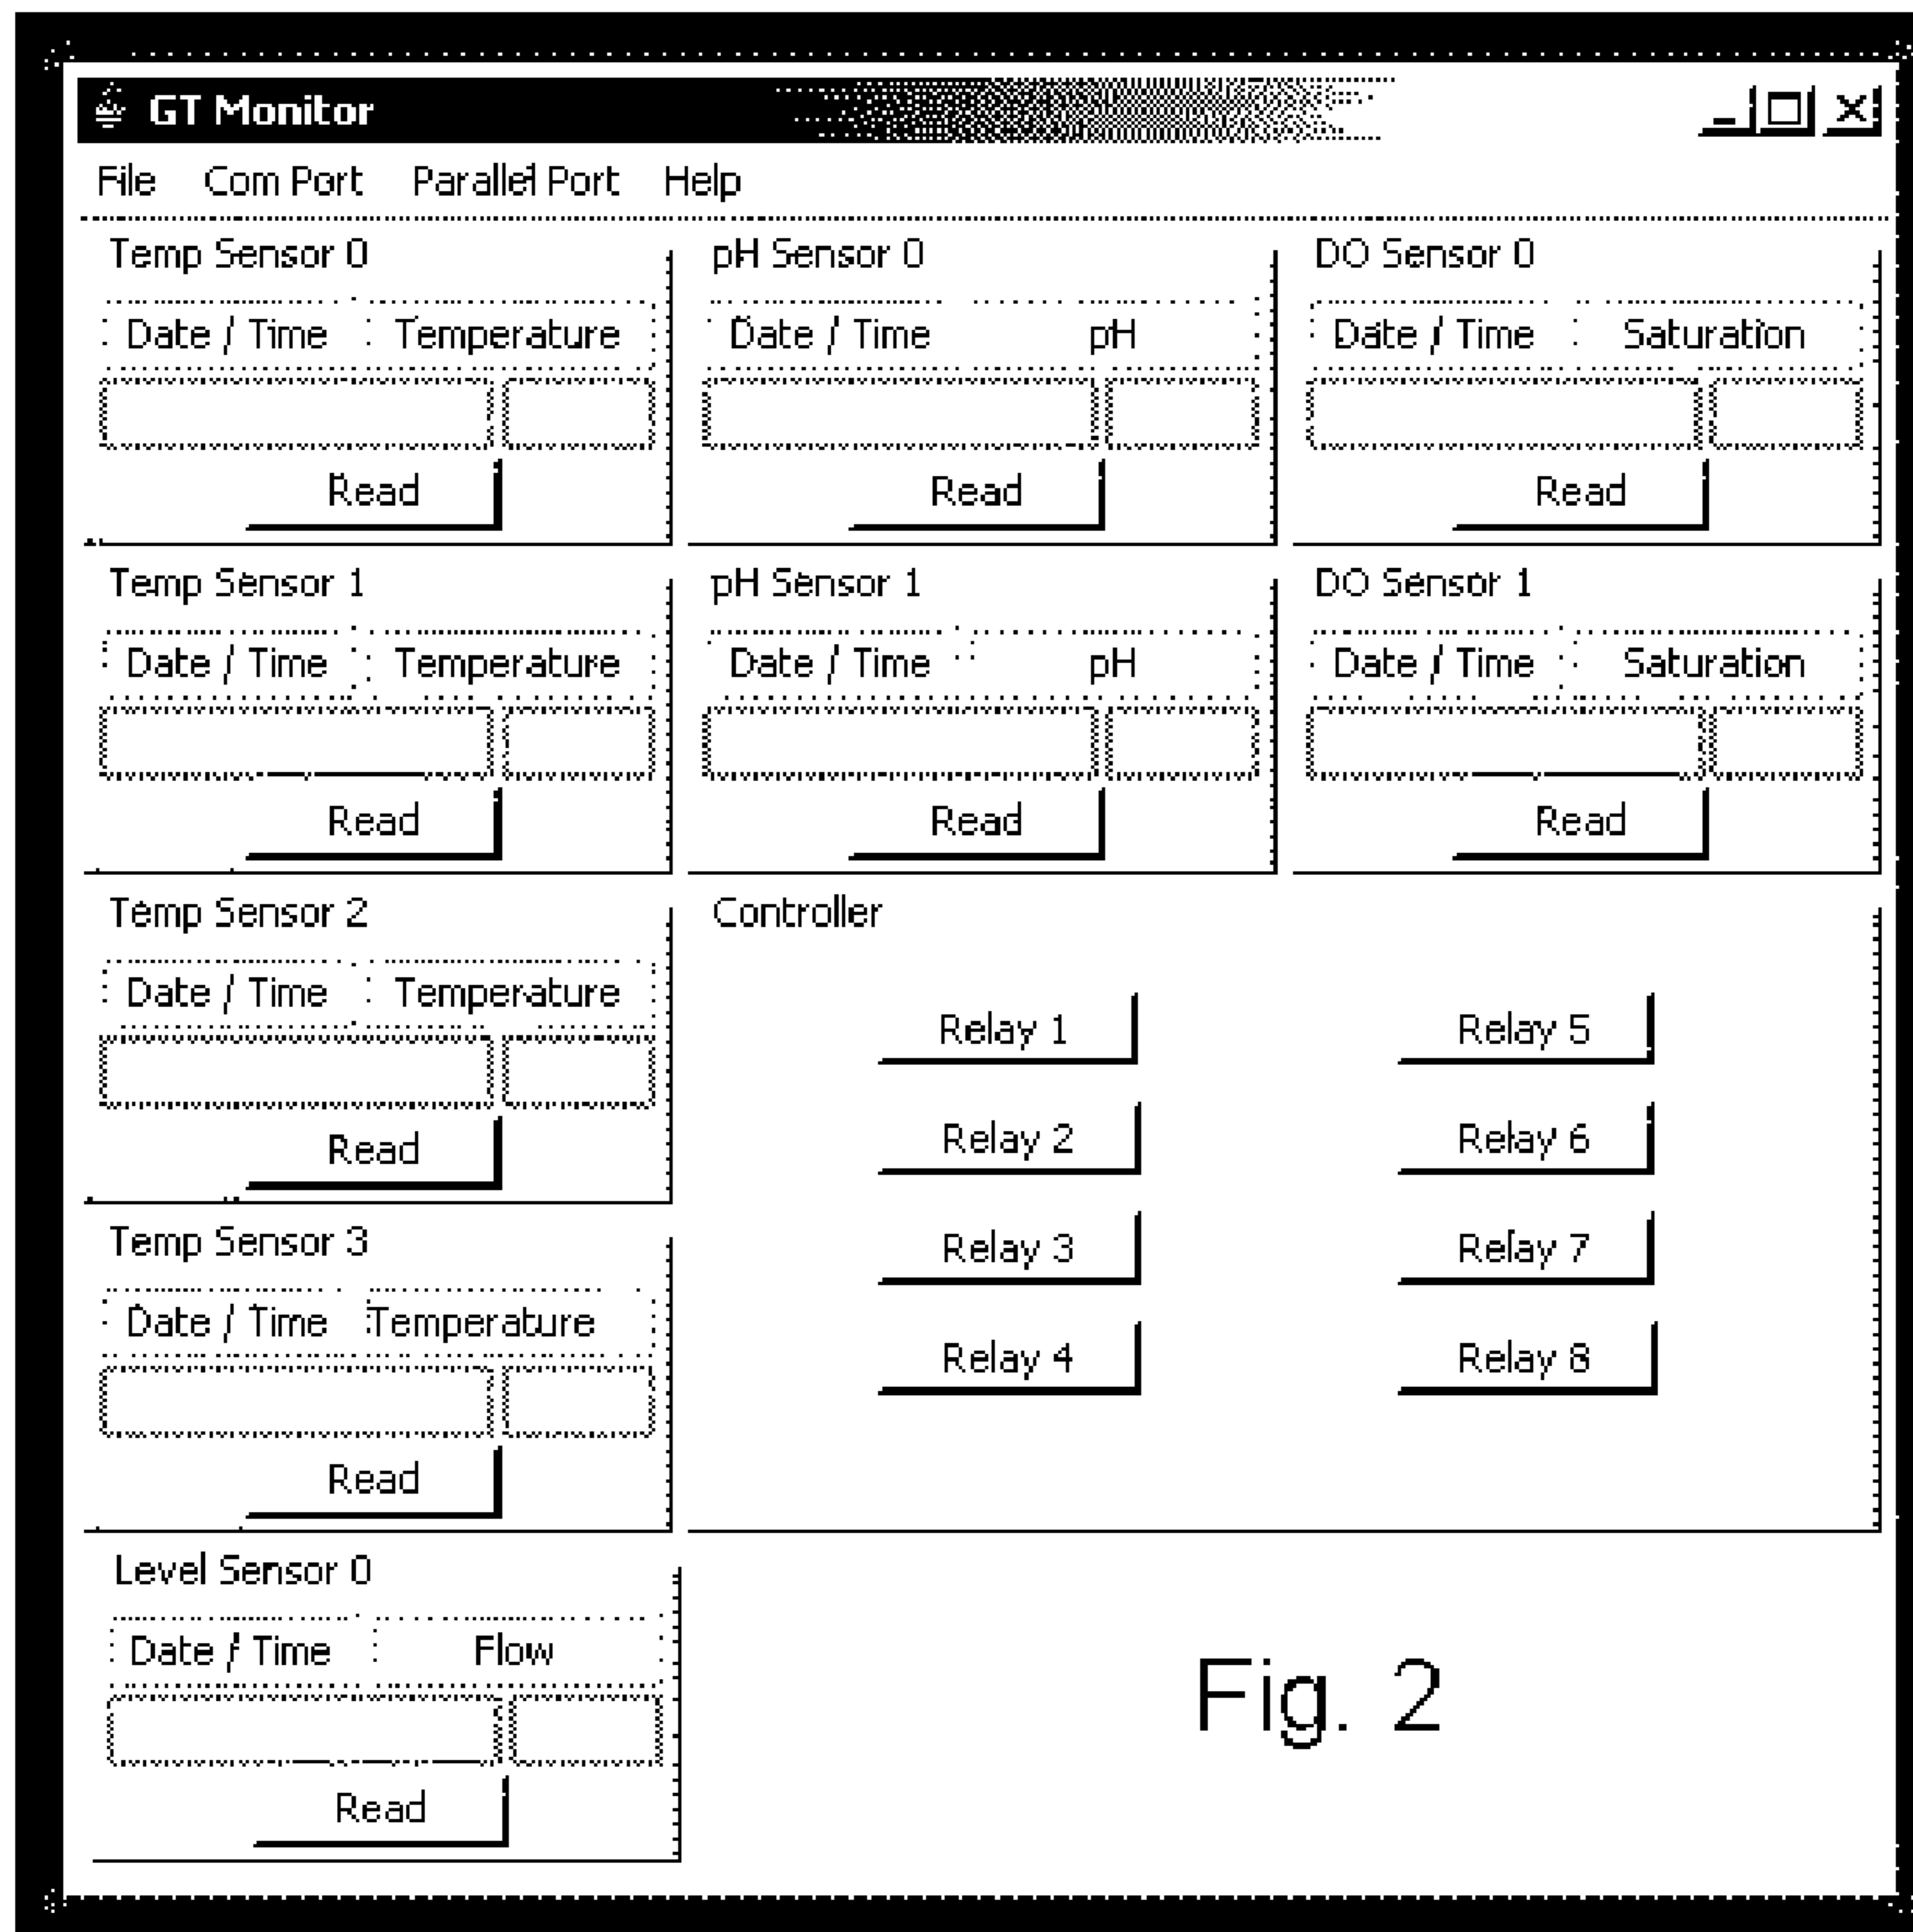 GT Monitor
File Com Port Parallel Port Help
Temp Sensor 0 pH Sensor 0 DO Sensor 0
Date / Time Temperature Date / Time pH Date / Time Saturation
Read Read Read
Temp Sensor 1 pH Sensor 1 DO Sensor 1
Date / Time Temperature Date / Time pH Date / Time Saturation
Read Read Read
Temp Sensor 2 Controller
Date / Time Temperature
Relay 1 Relay 5
Read Relay 2 Relay 6
Temp Sensor 3 Relay 3 Relay 7
Date / Time Temperature
Relay 4 Relay 8
Read
Level Sensor 0
Date / Time Flow
Fig. 2
Read